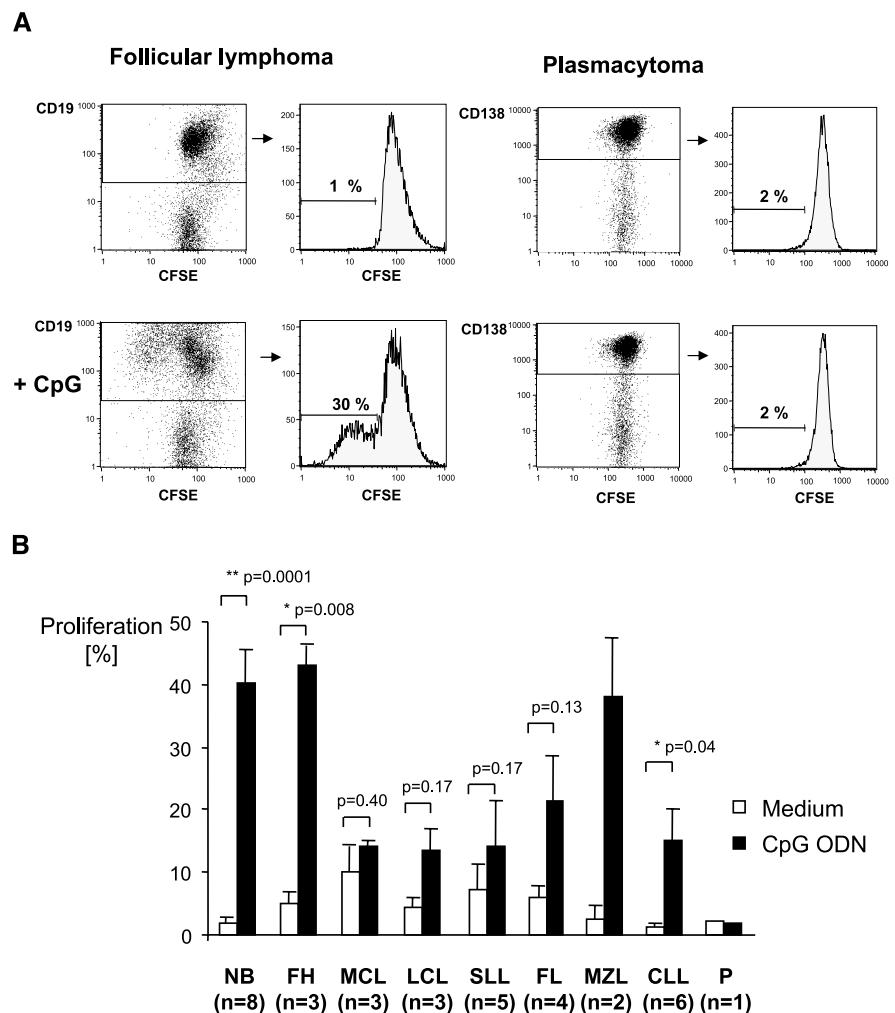 A
Follicular lymphoma
Plasmacytoma
CD19
1000
100
10
1
1 10 100 1000
CFSE
200
150
100
50
0
1 %
1 10 100 1000
CFSE
CD138
10000
1000
100
10
1
1 10 100 1000 10000
CFSE
400
300
200
100
0
2 %
1 10 100 1000 10000
CFSE
+ CpG
CD19
1000
100
10
1
1 10 100 1000
CFSE
150
100
50
0
30 %
1 10 100 1000
CFSE
CD138
10000
1000
100
10
1
1 10 100 1000 10000
CFSE
400
300
200
100
0
2 %
1 10 100 1000 10000
CFSE
B
Proliferation
[%]
50
40
30
20
10
0
** p=0.0001
* p=0.008
p=0.40
p=0.17
p=0.17
p=0.13
* p=0.04
Medium
CpG ODN
NB FH MCL LCL SLL FL MZL CLL P
(n=8) (n=3) (n=3) (n=3) (n=5) (n=4) (n=2) (n=6) (n=1)